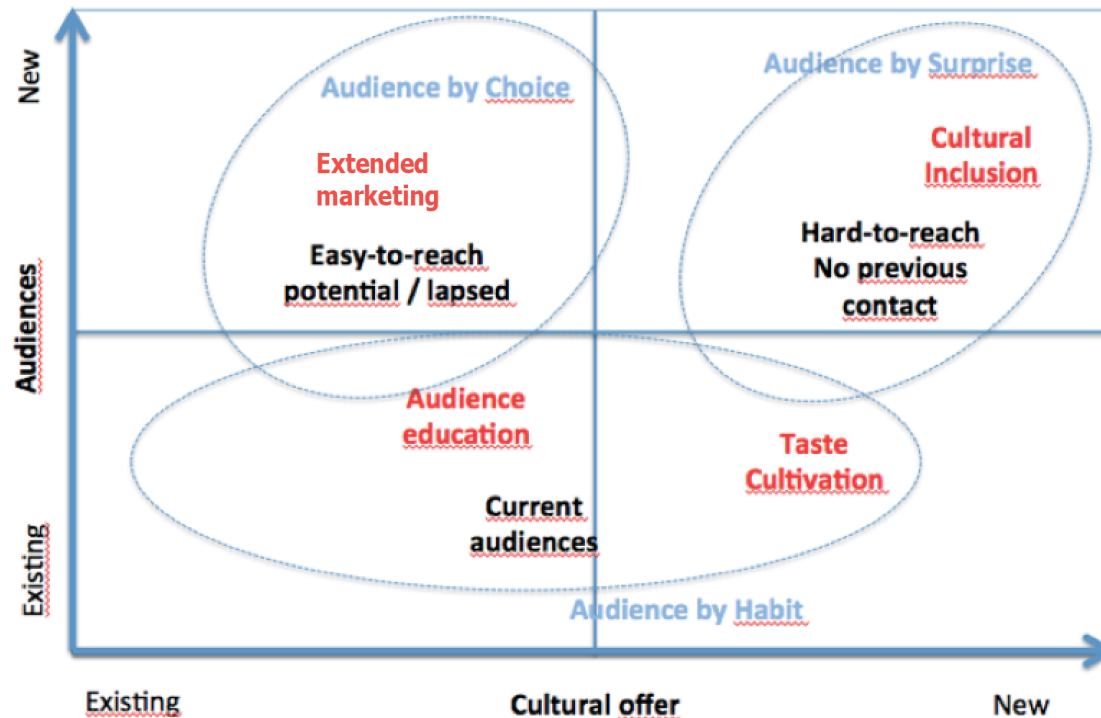 New
Audience by Choice
Audience by Surprise
Extended
marketing
Cultural
Inclusion
Easy-to-reach
potential / lapsed
Hard-to-reach
No previous
contact
Audiences
Audience
education
Taste
Cultivation
Current
audiences
Existing
Audience by Habit
Existing
Cultural offer
New